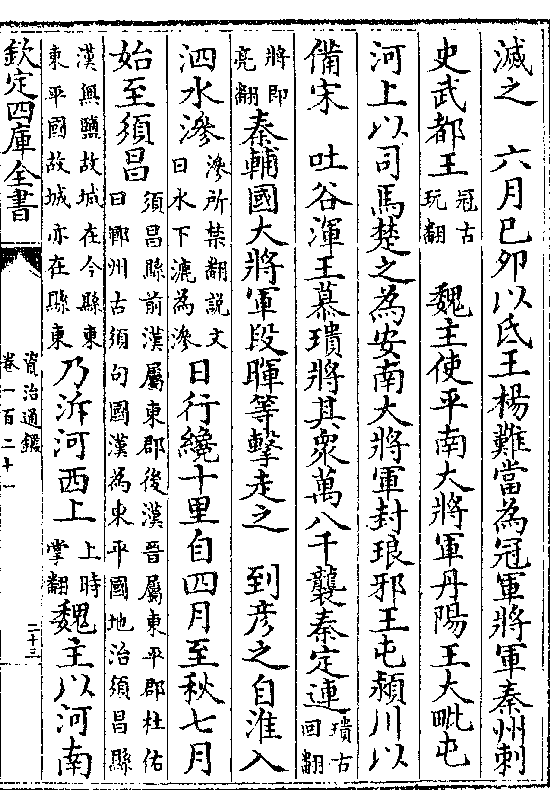 滅之　六月己卯以氐王楊難當為冠軍將軍秦州刺
史武都王冠古玩翻　魏主使平南大將軍丹陽王大毗屯
河上以司馬楚之為安南大將軍封琅邪王屯潁川以
備宋　吐谷渾王慕璝將其衆萬八千襲秦定連璝古回翻
將即亮翻秦輔國大將軍段暉等擊走之　到彦之自淮入
泗水滲滲所禁翻說文曰水下漉為滲日行纔十里自四月至秋七月
始至須昌須昌縣前漢屬東郡後漢晉屬東平郡杜佑曰鄆州古須句國漢為東平國地治須昌縣
漢無鹽故城在今縣東東平國故城亦在縣東乃泝河西上上時掌翻魏主以河南
欽定四庫全書
資治通鑑
卷一百二十一
二十三